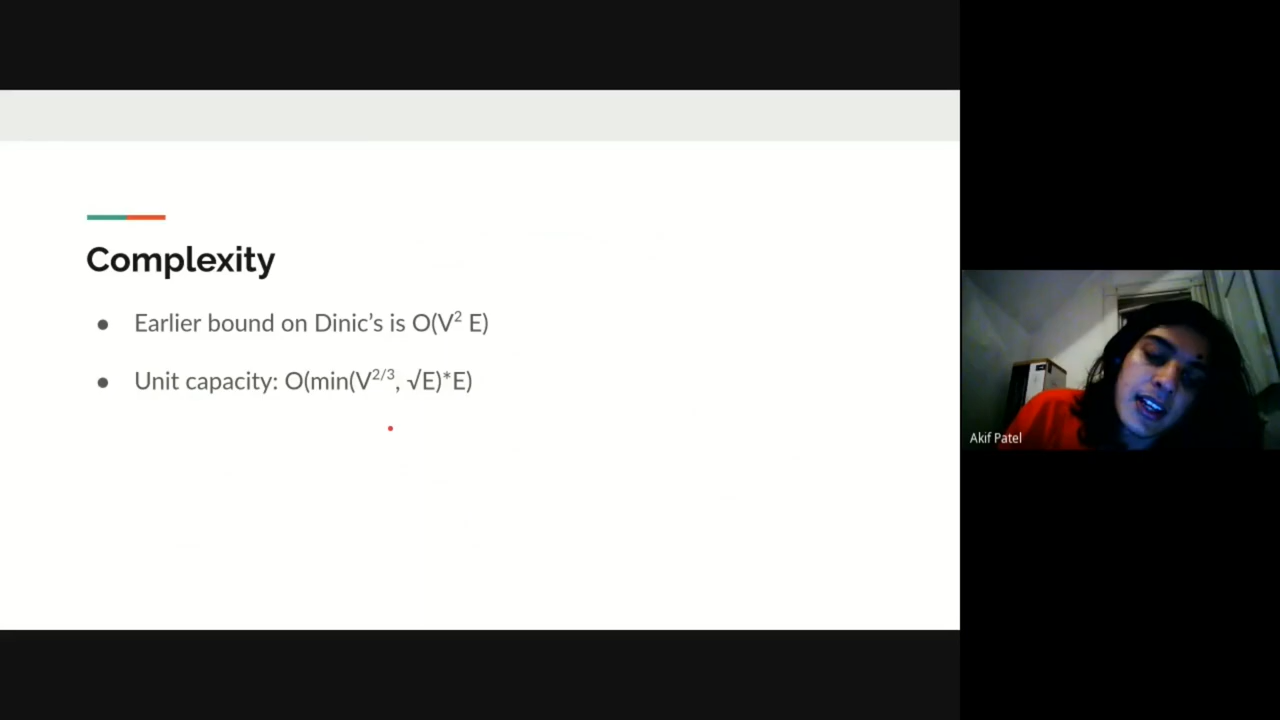 Complexity
● Earlier bound on Dinic’s is O(V² E)
● Unit capacity: O(min(V^2/3, √E)*E)
Akif Patel